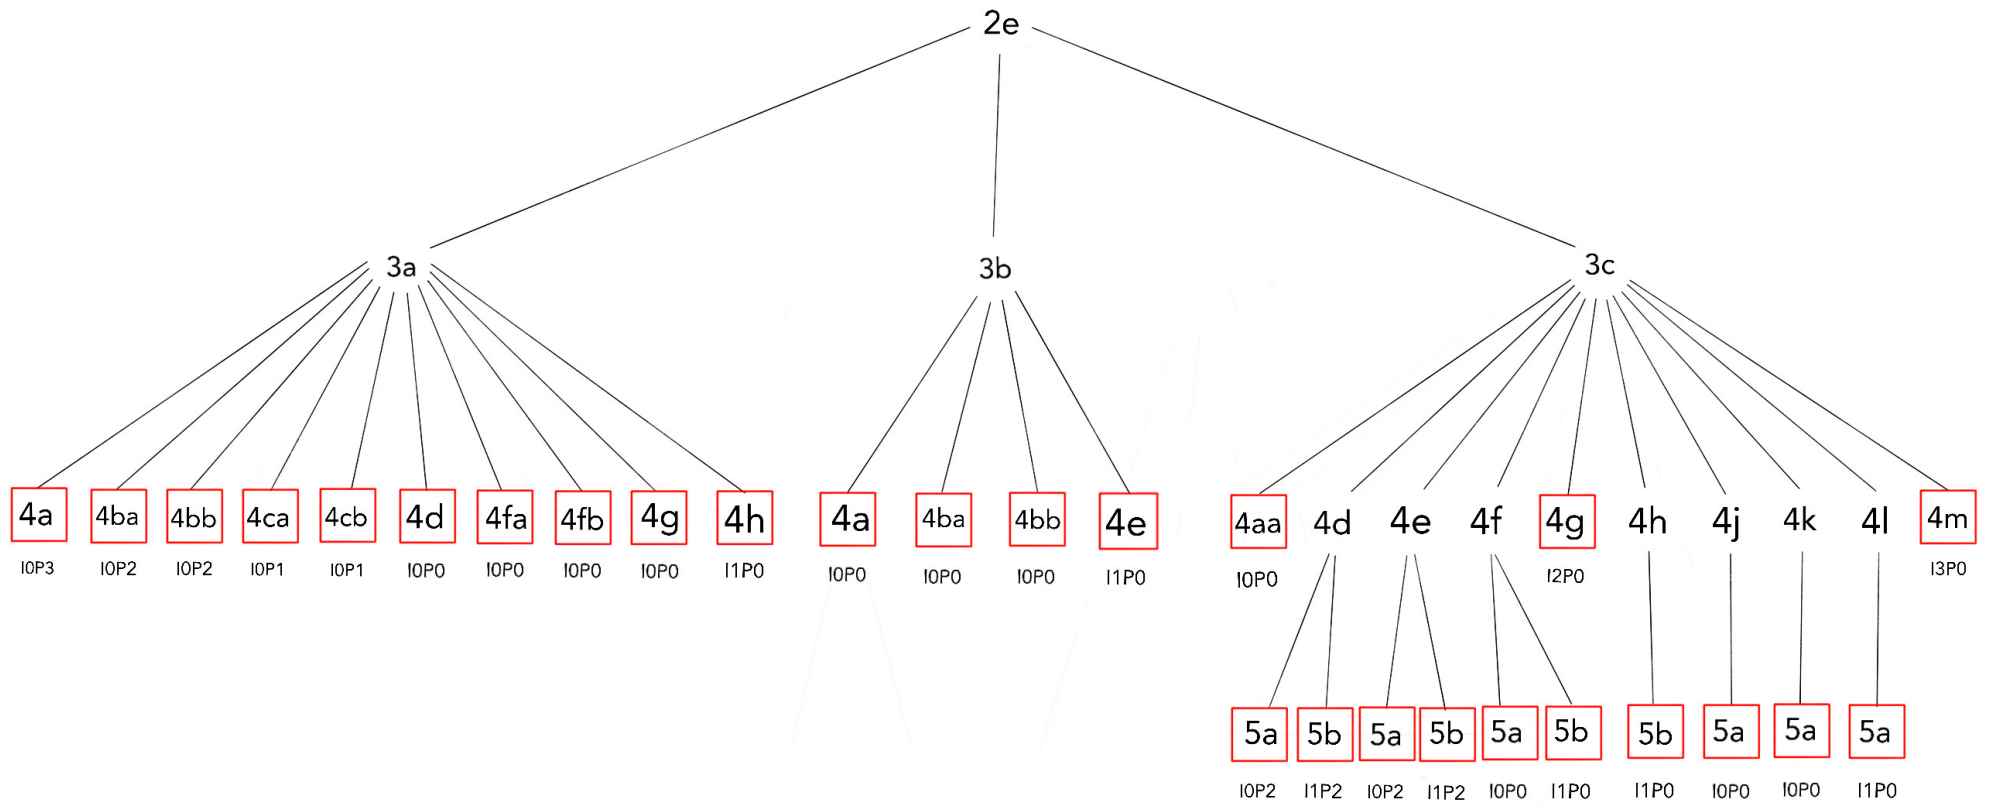 2e
3a 3b 3c
4a 4ba 4bb 4ca 4cb 4d 4fa 4fb 4g 4h 4a 4ba 4bb 4e 4aa 4d 4e 4f 4g 4h 4j 4k 4l 4m
I0P3 I0P2 I0P2 I0P1 I0P1 I0P0 I0P0 I0P0 I0P0 I1P0 I0P0 I0P0 I0P0 I1P0 I0P0 I2P0 I3P0
5a 5b 5a 5b 5a 5b 5b 5a 5a 5a
I0P2 I1P2 I0P2 I1P2 I0P0 I1P0 I1P0 I0P0 I0P0 I1P0